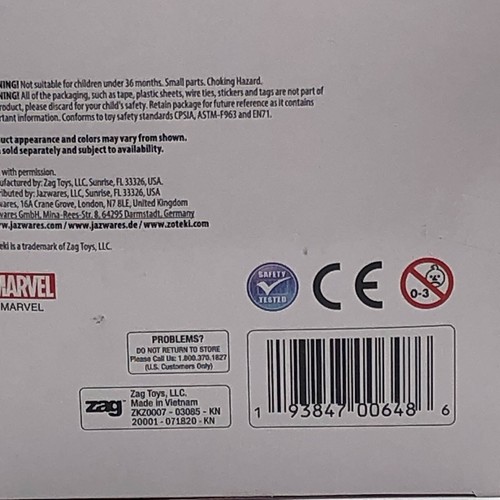 NING! Not suitable for children under 36 months. Small parts. Choking Hazard.
NING! All of the packaging, such as tape, plastic sheets, wire ties, stickers and tags are not part of
roduct, please discard for your child's safety. Retain package for future reference as it contains
rtant information. Conforms to toy safety standards CPSIA, ASTM-F963 and EN71.
uct appearance and colors may vary from shown.
sold separately and subject to availability.
with permission.
ufactured by: Zag Toys, LLC, Sunrise, FL 33326, USA.
ributed by: Jazwares, LLC, Sunrise, FL 33326, USA
wares, 16A Crane Grove, London, N7 8LE, United Kingdom
wares GmbH. Mina-Rees-Str. 8, 64295 Darmstadt, Germany
w.jazwares.com / www.jazwares.de / www.zoteki.com
eki is a trademark of Zag Toys, LLC.
MARVEL
MARVEL
SAFETY
TESTED
CE
0-3
PROBLEMS?
DO NOT RETURN TO STORE
Please Call Us: 1.800.370.1827
(U.S. Customers Only)
zag
Zag Toys, LLC.
Made in Vietnam
ZKZ0007 - 03085 - KN
20001 - 071820 - KN
1 93847 00648 6